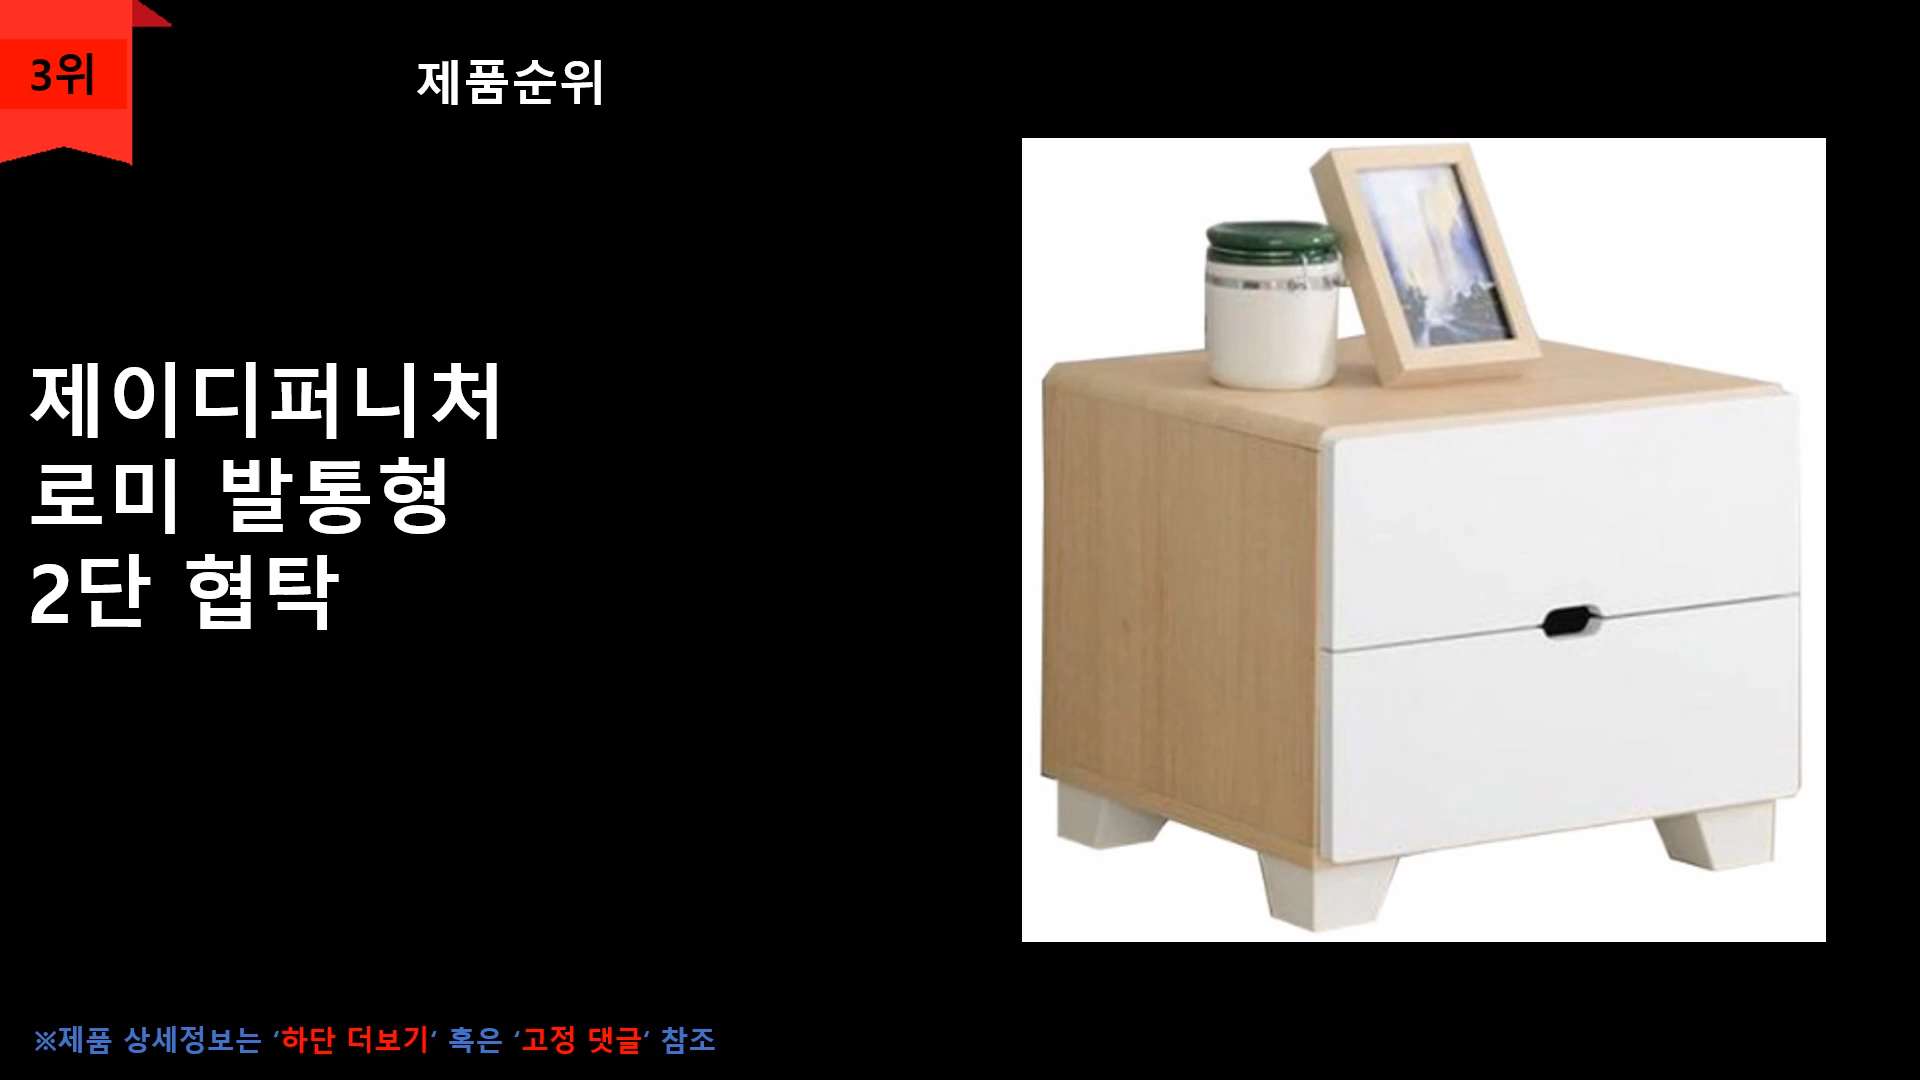 3위
제품순위
제이디퍼니처
로미 발통형
2단 협탁
※제품 상세정보는 ‘하단 더보기‘ 혹은 ‘고정 댓글‘ 참조